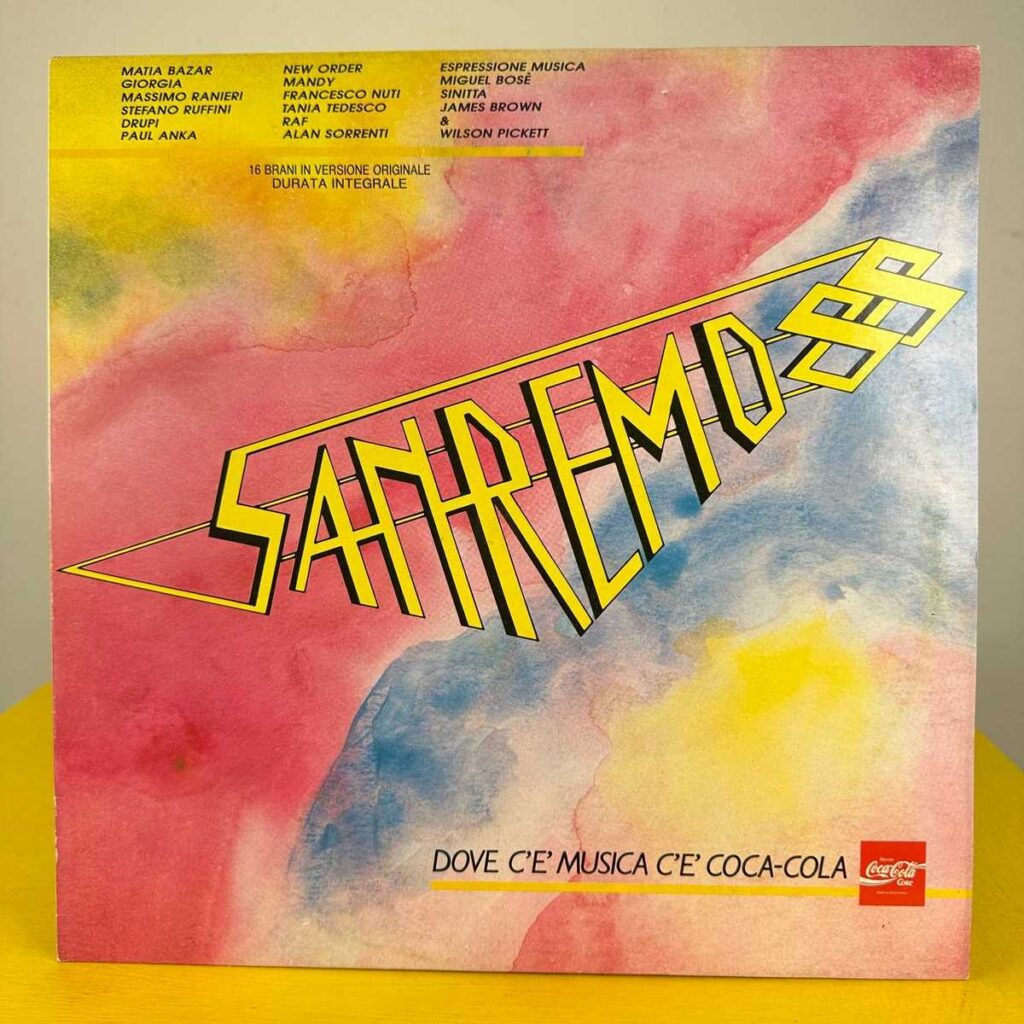 MATIA BAZAR
GIORGIA
MASSIMO RANIERI
STEFANO RUFFINI
DRUPI
PAUL ANKA
NEW ORDER
MANDY
FRANCESCO NUTI
TANIA TEDESCO
RAF
ALAN SORRENTI
ESPRESSIONE MUSICA
MIGUEL BOSÈ
SINITTA
JAMES BROWN
&
WILSON PICKETT
16 BRANI IN VERSIONE ORIGINALE
DURATA INTEGRALE
SANREMO 88
DOVE C'E' MUSICA C'E' COCA-COLA
Coca-Cola
COKE